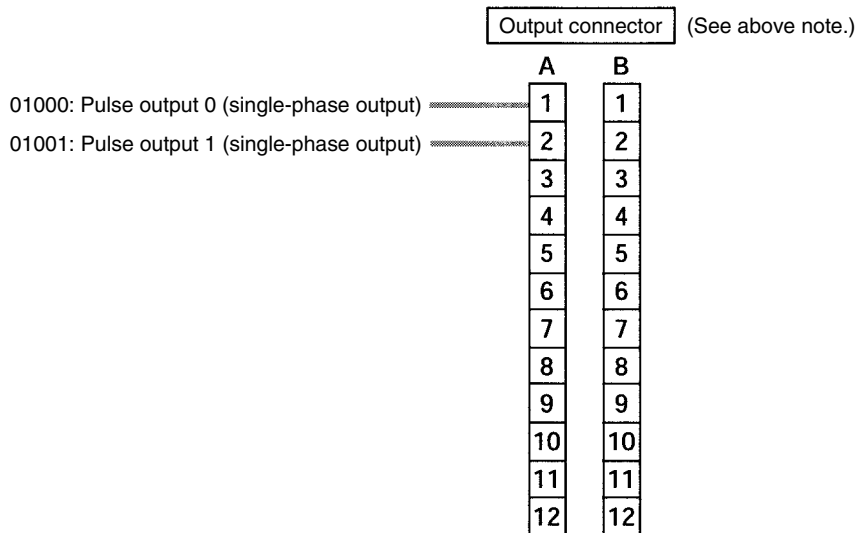 Output connector (See above note.)
A B
01000: Pulse output 0 (single-phase output) 1 1
01001: Pulse output 1 (single-phase output) 2 2
3 3
4 4
5 5
6 6
7 7
8 8
9 9
10 10
11 11
12 12